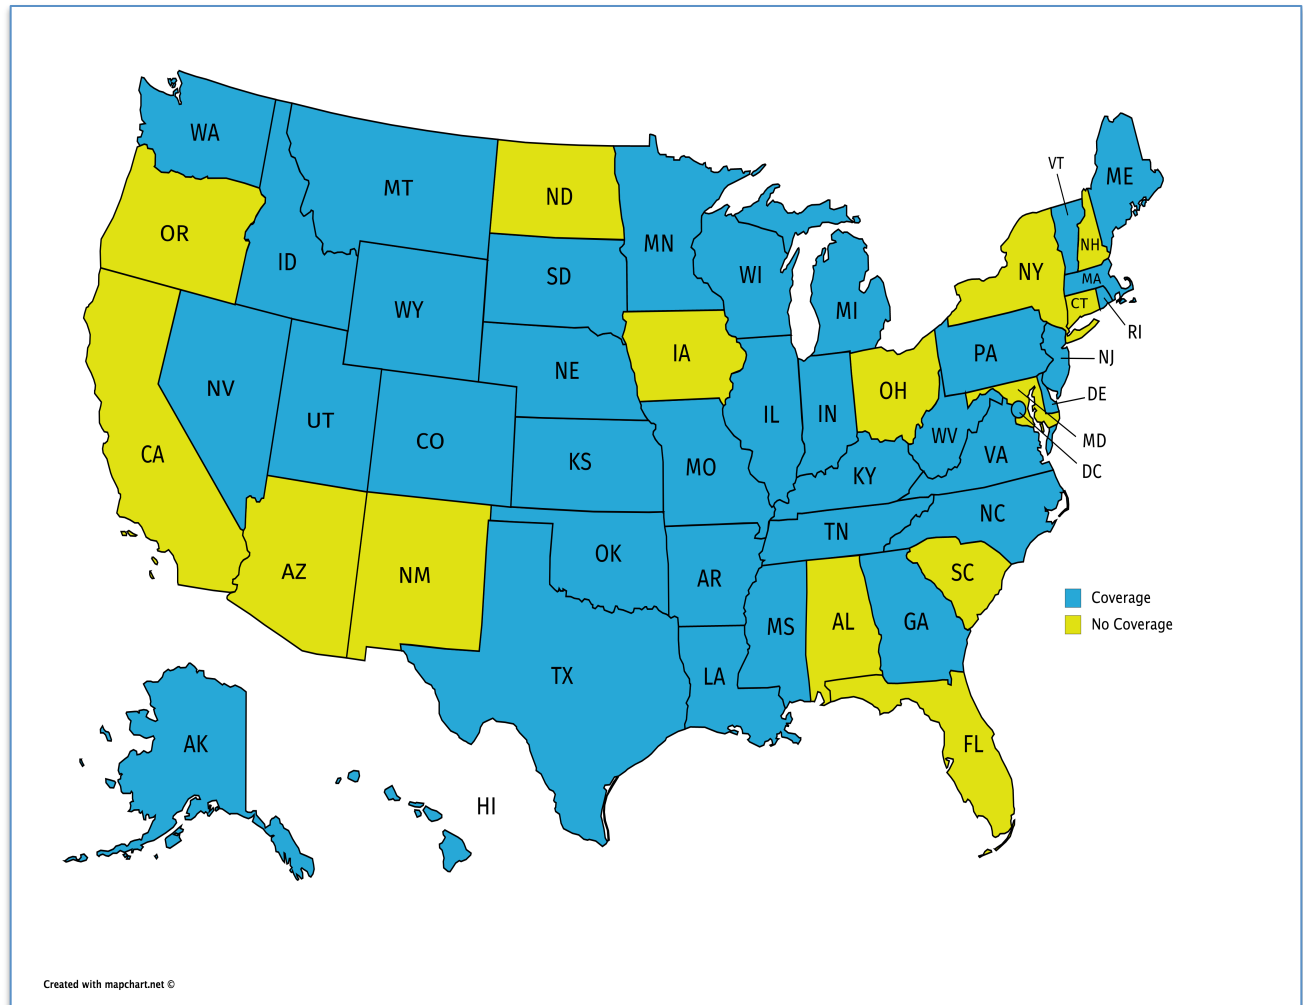 WA
MT
ND
VT
ME
OR
MN
NH
ID
SD
WI
NY
MA
WY
MI
CT
RI
IA
PA
NJ
NV
NE
OH
DE
UT
CO
IL
IN
WV
MD
CA
KS
MO
KY
VA
DC
TN
NC
AZ
NM
OK
AR
SC
Coverage
No Coverage
MS
AL
GA
TX
LA
AK
FL
HI
Created with mapchart.net ©